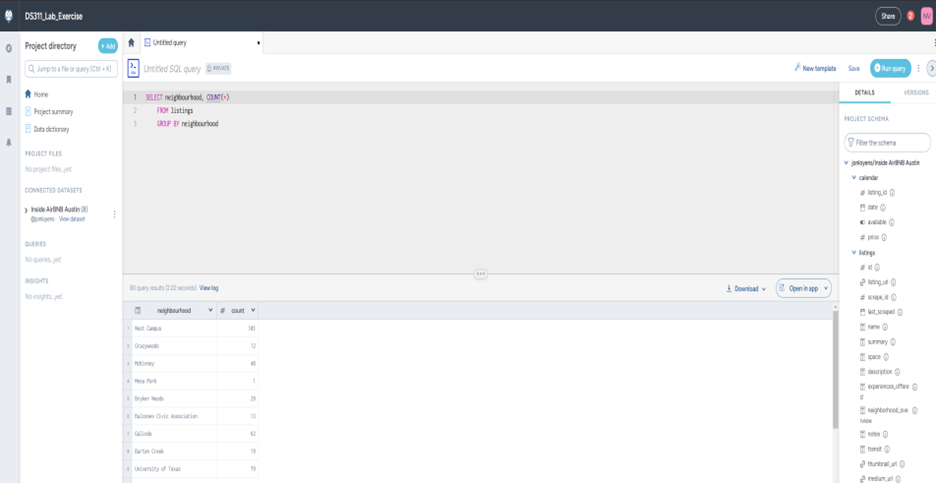 DS311_Lab_Exercise
Share
2
NV
Project directory
+ Add
Untitled query
Jump to a file or query (Ctrl + K)
Untitled SQL query
PRIVATE
New template
Save
Run query
Home
Project summary
Data dictionary
PROJECT FILES
No project files...yet.
CONNECTED DATASETS
Inside AirBNB Austin (6)
@jonloyens View dataset
QUERIES
No queries...yet.
INSIGHTS
No insights...yet.
1 SELECT neighbourhood, COUNT(*)
2 FROM listings
3 GROUP BY neighbourhood
80 query results (2.22 seconds) View log
Download
Open in app
neighbourhood # count
1 West Campus 103
2 Gracywoods 12
3 McKinney 48
4 Mesa Park 1
5 Bryker Woods 29
6 Balcones Civic Association 13
7 Galindo 62
8 Barton Creek 19
9 University of Texas 79
DETAILS
VERSIONS
PROJECT SCHEMA
Filter the schema
jonloyens/Inside AirBNB Austin
calendar
# listing_id
date
available
# price
listings
# id
listing_url
# scrape_id
last_scraped
name
summary
space
description
experiences_offere
d
neighborhood_ove
rview
notes
transit
thumbnail_url
medium_url